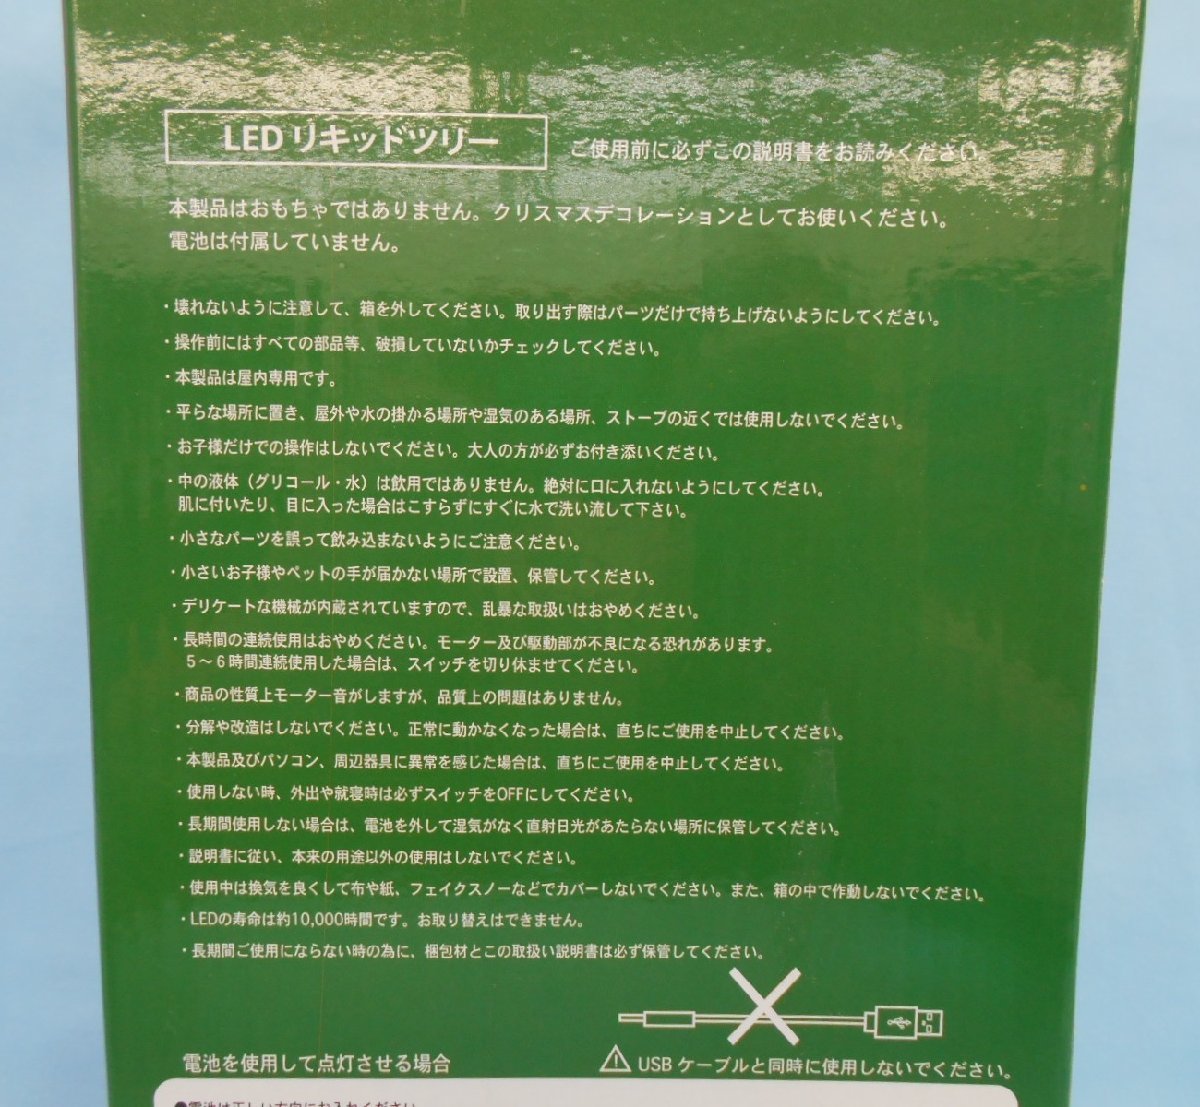 LED リキッドツリー
ご使用前に必ずこの説明書をお読みください。
本製品はおもちゃではありません。クリスマスデコレーションとしてお使いください。
電池は付属していません。
・壊れないように注意して、箱を外してください。取り出す際はパーツだけで持ち上げないようにしてください。
・操作前にはすべての部品等、破損していないかチェックしてください。
・本製品は屋内専用です。
・平らな場所に置き、屋外や水の掛かる場所や湿気のある場所、ストーブの近くでは使用しないでください。
・お子様だけでの操作はしないでください。大人の方が必ずお付き添いください。
・中の液体（グリコール・水）は飲用ではありません。絶対に口に入れないようにしてください。
肌に付いたり、目に入った場合はこすらずにすぐに水で洗い流して下さい。
・小さなパーツを誤って飲み込まないようにご注意ください。
・小さいお子様やペットの手が届かない場所で設置、保管してください。
・デリケートな機械が内蔵されていますので、乱暴な取扱いはおやめください。
・長時間の連続使用はおやめください。モーター及び駆動部が不良になる恐れがあります。
５～６時間連続使用した場合は、スイッチを切り休ませてください。
・商品の性質上モーター音がしますが、品質上の問題はありません。
・分解や改造はしないでください。正常に動かなくなった場合は、直ちにご使用を中止してください。
・本製品及びパソコン、周辺器具に異常を感じた場合は、直ちにご使用を中止してください。
・使用しない時、外出や就寝時は必ずスイッチをOFFにしてください。
・長期間使用しない場合は、電池を外して湿気がなく直射日光があたらない場所に保管してください。
・説明書に従い、本来の用途以外の使用はしないでください。
・使用中は換気を良くして布や紙、フェイクスノーなどでカバーしないでください。また、箱の中で作動しないでください。
・LEDの寿命は約10,000時間です。お取り替えはできません。
・長期間ご使用にならない時の為に、梱包材とこの取扱い説明書は必ず保管してください。
電池を使用して点灯させる場合
USB ケーブルと同時に使用しないでください。
●電池は正しい方向にお入れください